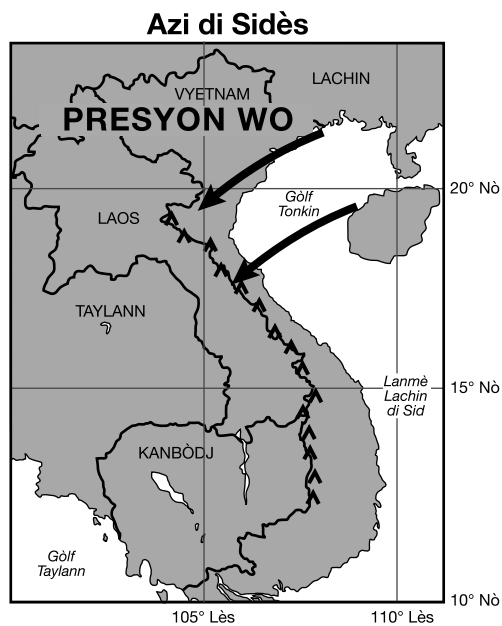 Azi di Sidès
LACHIN
VYETNAM
PRESYON WO
20° Nò
Gòlf
Tonkin
LAOS
TAYLANN
15° Nò
Lanmè
Lachin
di Sid
KANBÒDJ
Gòlf
Taylann
10° Nò
105° Lès
110° Lès